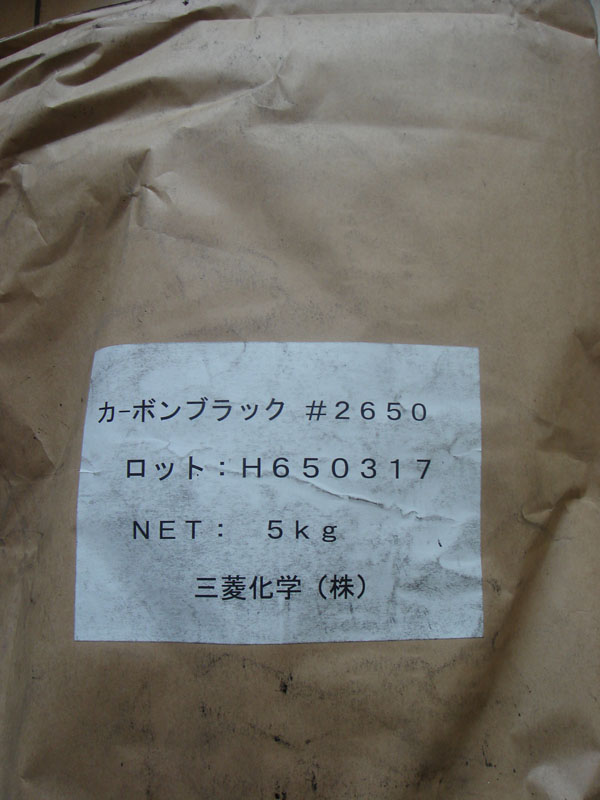 カーボンブラック ＃２６５０
ロット：Ｈ６５０３１７
ＮＥＴ：　５ｋｇ
三菱化学（株）